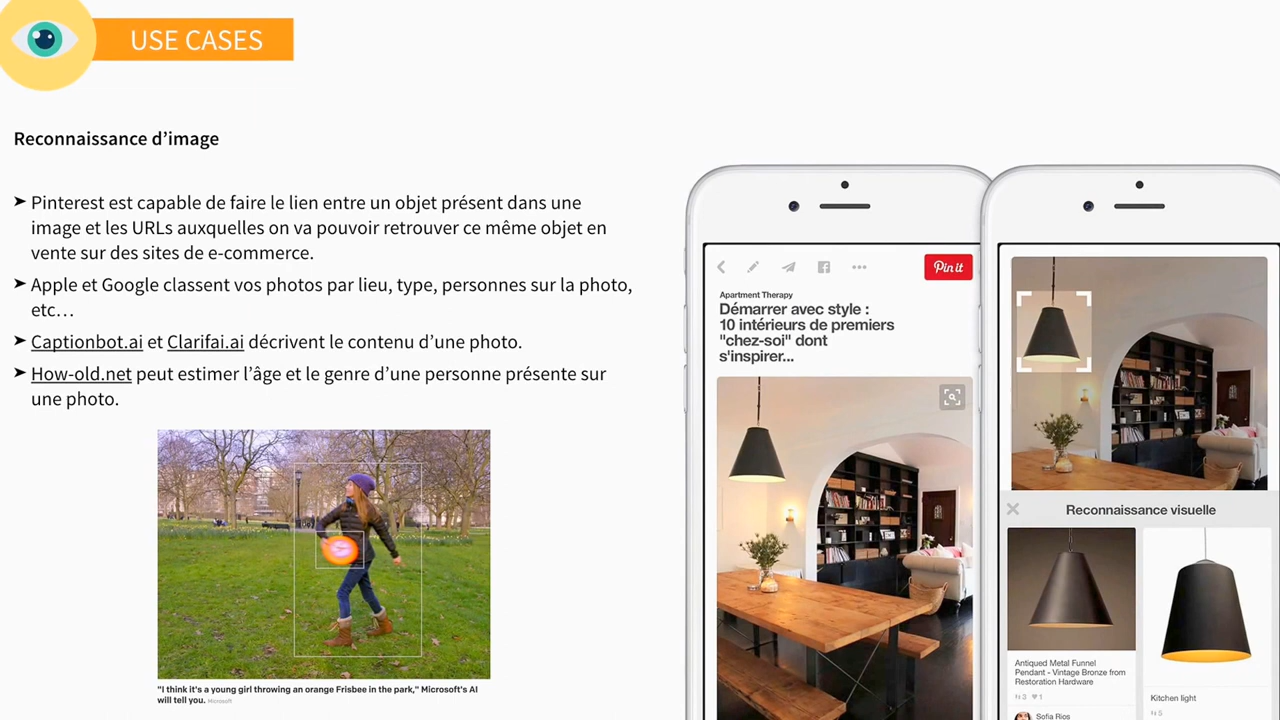 USE CASES
Reconnaissance d’image
➤ Pinterest est capable de faire le lien entre un objet présent dans une
image et les URLs auxquelles on va pouvoir retrouver ce même objet en
vente sur des sites de e-commerce.
➤ Apple et Google classent vos photos par lieu, type, personnes sur la photo,
etc…
➤ Captionbot.ai et Clarifai.ai décrivent le contenu d’une photo.
➤ How-old.net peut estimer l’âge et le genre d’une personne présente sur
une photo.
"I think it's a young girl throwing an orange Frisbee in the park," Microsoft's AI
will tell you. Microsoft
Pin it
Apartment Therapy
Démarrer avec style :
10 intérieurs de premiers
"chez-soi" dont
s'inspirer...
Reconnaissance visuelle
Antiqued Metal Funnel
Pendant - Vintage Bronze from
Restoration Hardware
3 1
Sofia Rios
Kitchen light
5